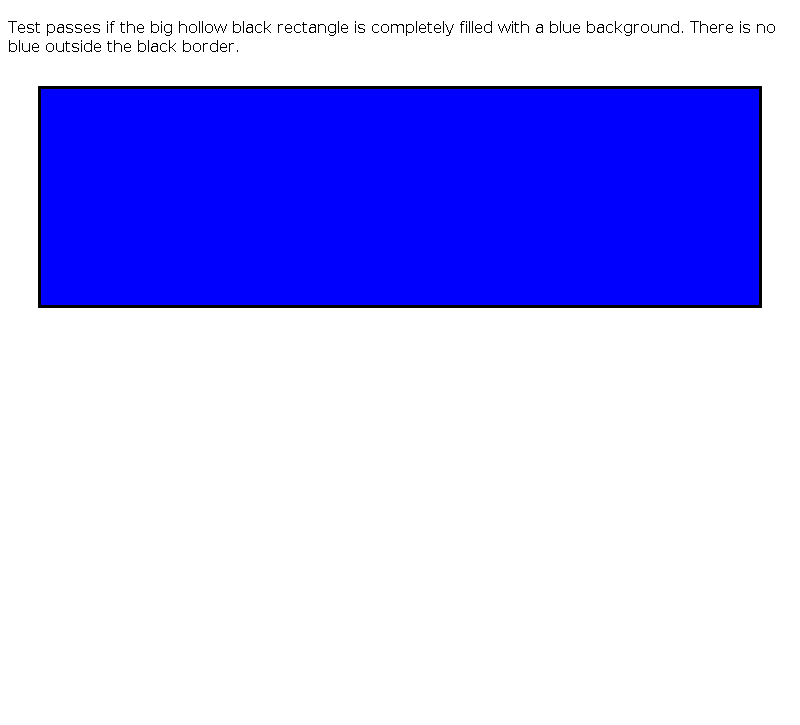 Test passes if the big hollow black rectangle is completely filled with a blue background. There is no
blue outside the black border.